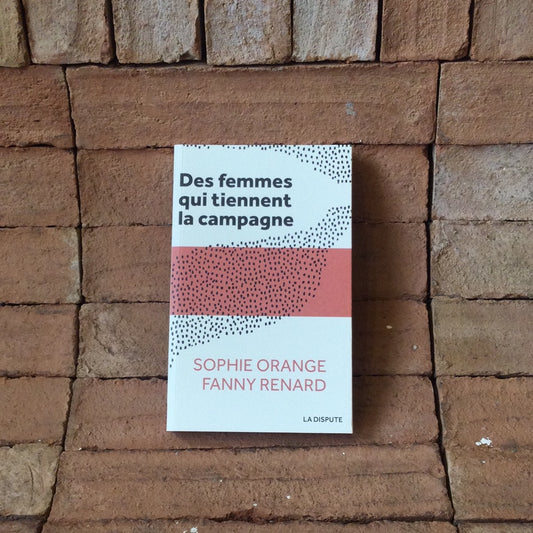 Des femmes
qui tiennent
la campagne
SOPHIE ORANGE
FANNY RENARD
LA DISPUTE